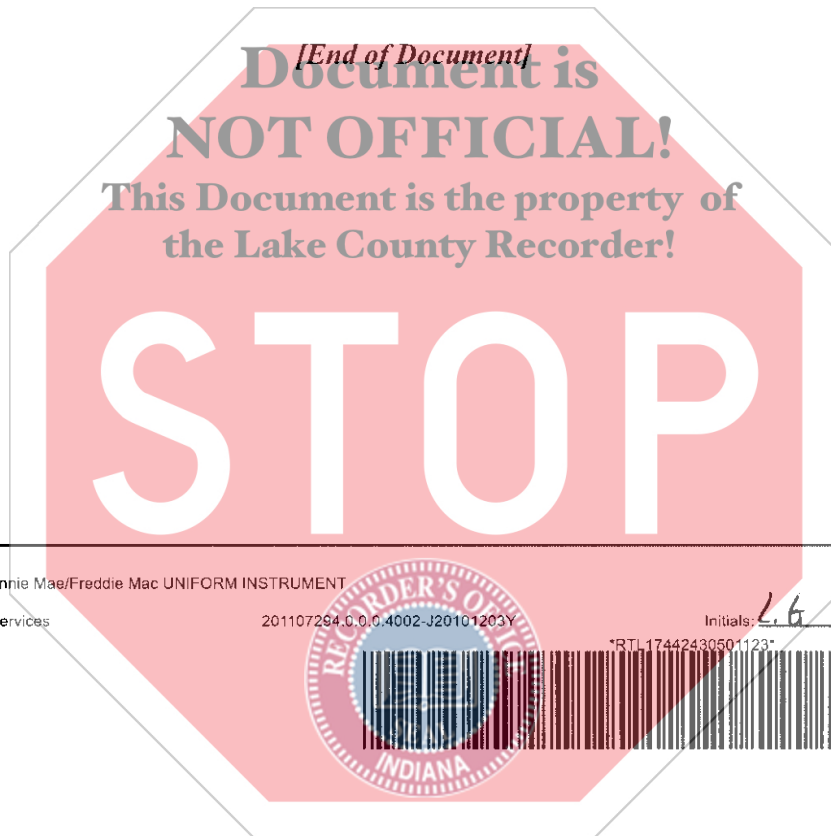 [End of Document]
Document is
NOT OFFICIAL!
This Document is the property of
the Lake County Recorder!
STOP
nnie Mae/Freddie Mac UNIFORM INSTRUMENT
ervices
201107294.0.0.0.4002-J20101203Y
Initials: L.G
*RTL17442430501123*
RECORDER'S OFFICE
SEAL
INDIANA